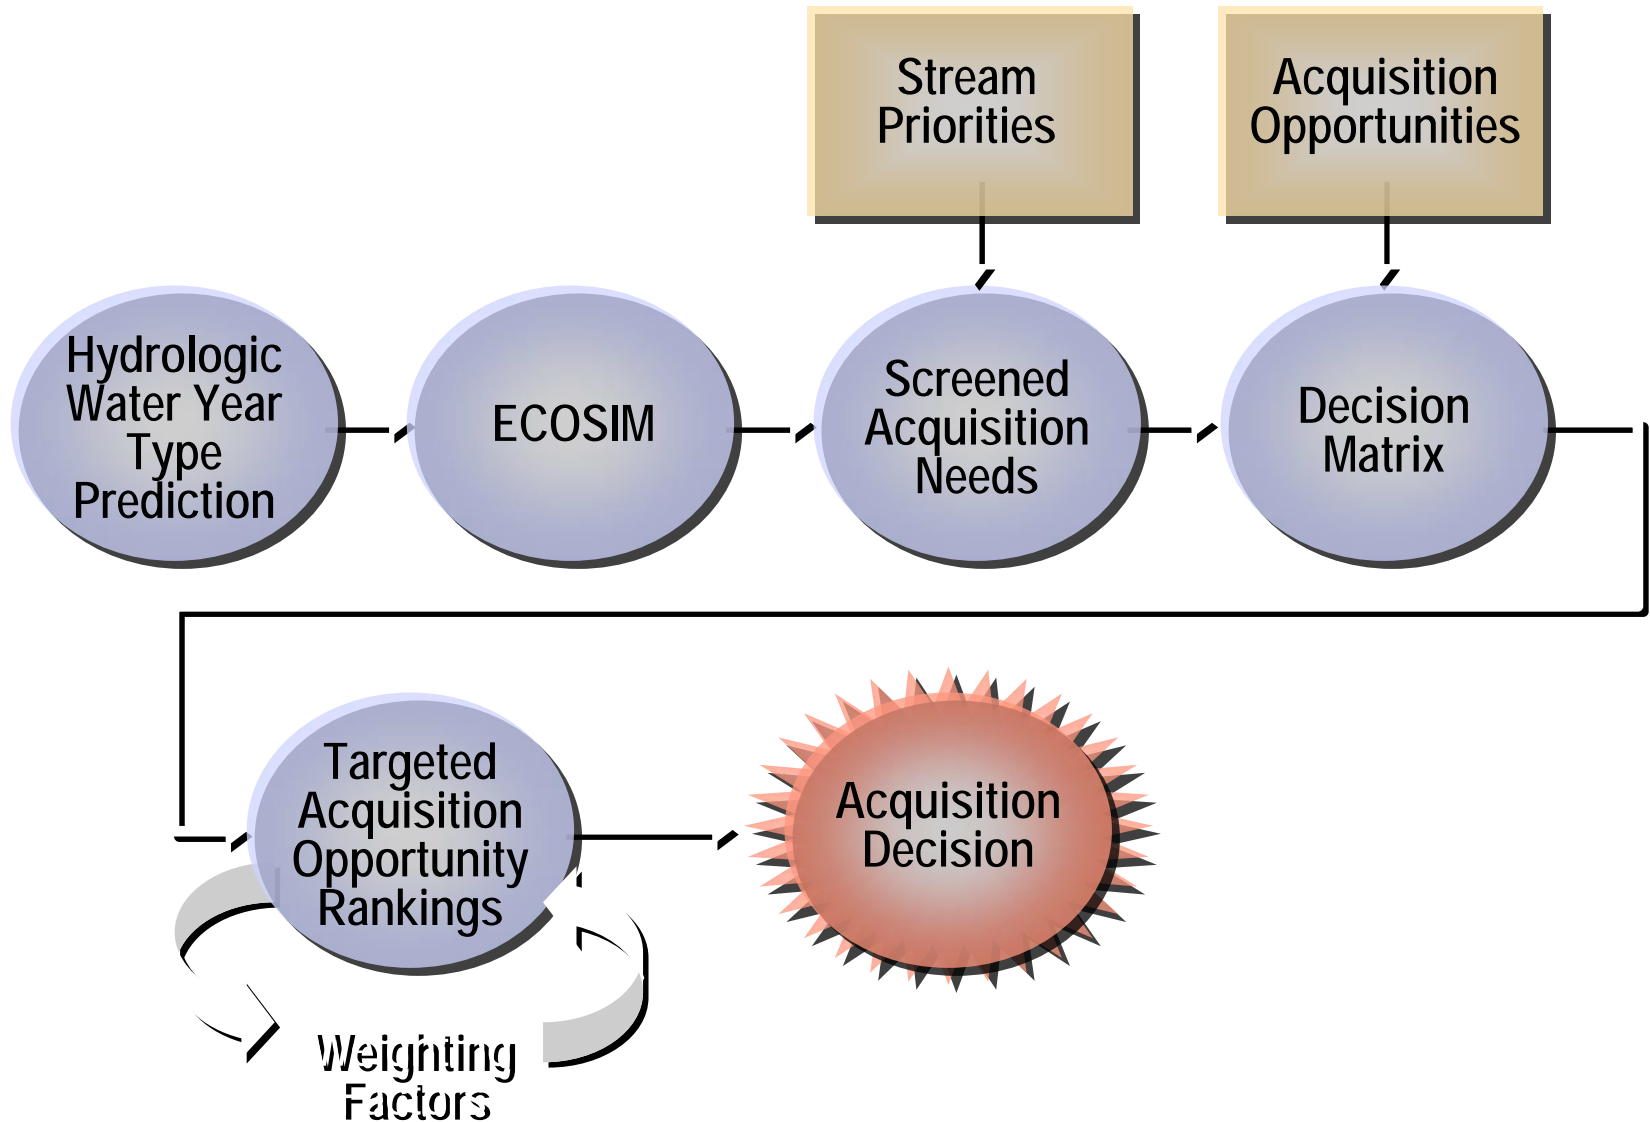 Stream
Priorities
Acquisition
Opportunities
Hydrologic
Water Year
Type
Prediction
ECOSIM
Screened
Acquisition
Needs
Decision
Matrix
Targeted
Acquisition
Opportunity
Rankings
Acquisition
Decision
Weighting
Factors